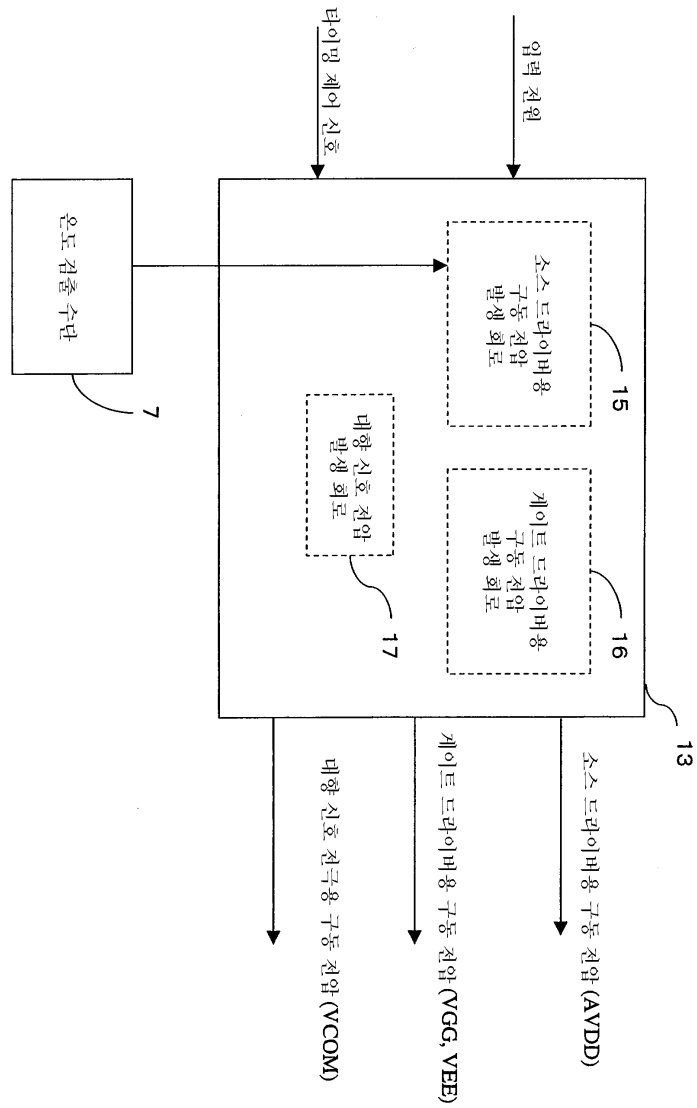 입력 전원
타이밍 제어 신호
소스 드라이버용
구동 전압
발생 회로
15
게이트 드라이버용
구동 전압
발생 회로
16
대향 신호 전압
발생 회로
17
13
온도 검출 수단
7
소스 드라이버용 구동 전압 (AVDD)
게이트 드라이버용 구동 전압 (VGG, VEE)
대향 신호 전극용 구동 전압 (VCOM)